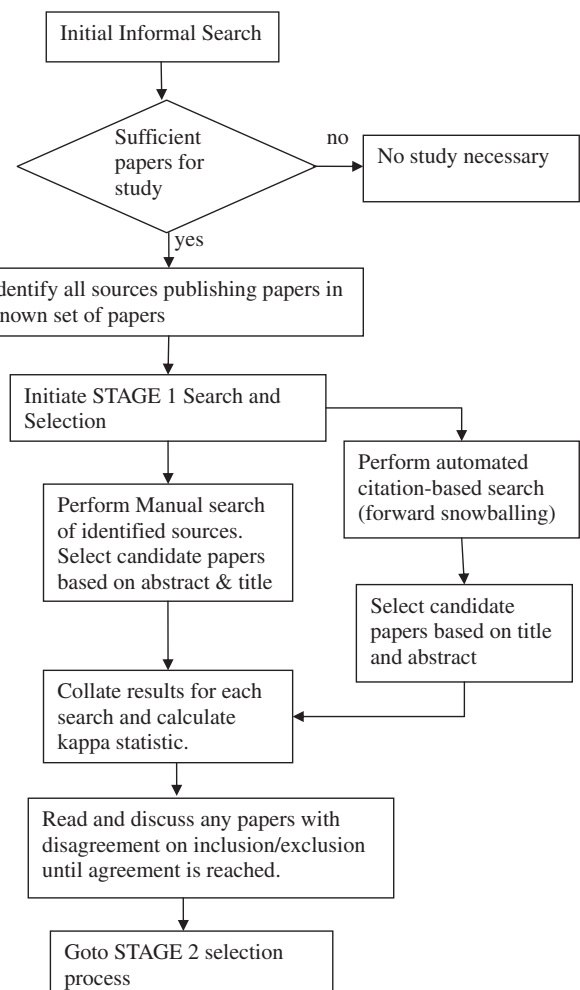 Initial Informal Search
Sufficient
papers for
study
no
No study necessary
yes
dentify all sources publishing papers in
nown set of papers
Initiate STAGE 1 Search and
Selection
Perform automated
citation-based search
(forward snowballing)
Perform Manual search
of identified sources.
Select candidate papers
based on abstract & title
Select candidate
papers based on title
and abstract
Collate results for each
search and calculate
kappa statistic.
Read and discuss any papers with
disagreement on inclusion/exclusion
until agreement is reached.
Goto STAGE 2 selection
process